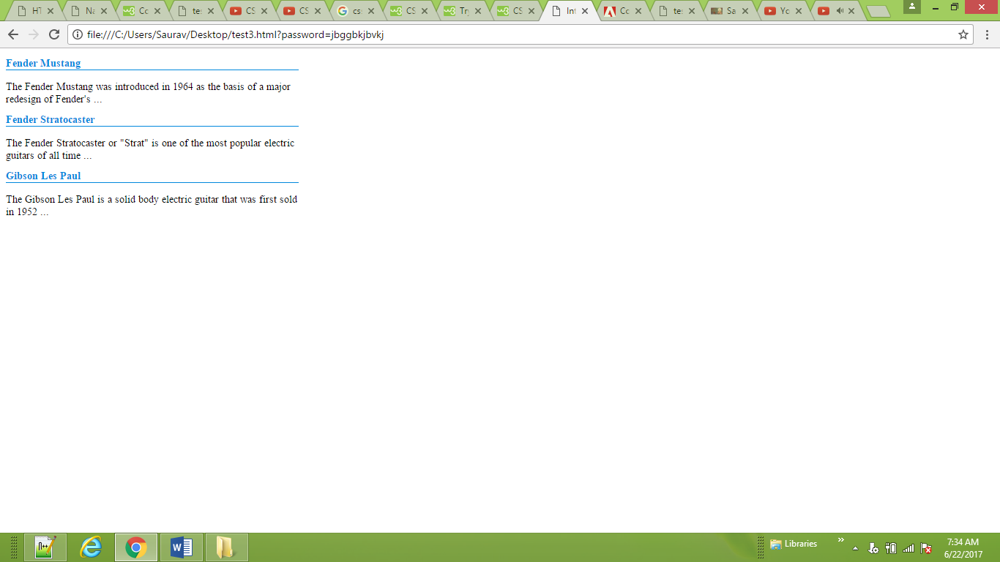 HT
Na
Co
tes
CS
CS
css
CS
Try
CS
Int
Co
tes
Sa
Yo
file:///C:/Users/Saurav/Desktop/test3.html?password=jbggbkjbvkj
Fender Mustang
The Fender Mustang was introduced in 1964 as the basis of a major
redesign of Fender's ...
Fender Stratocaster
The Fender Stratocaster or "Strat" is one of the most popular electric
guitars of all time ...
Gibson Les Paul
The Gibson Les Paul is a solid body electric guitar that was first sold
in 1952 ...
Libraries
7:34 AM
6/22/2017